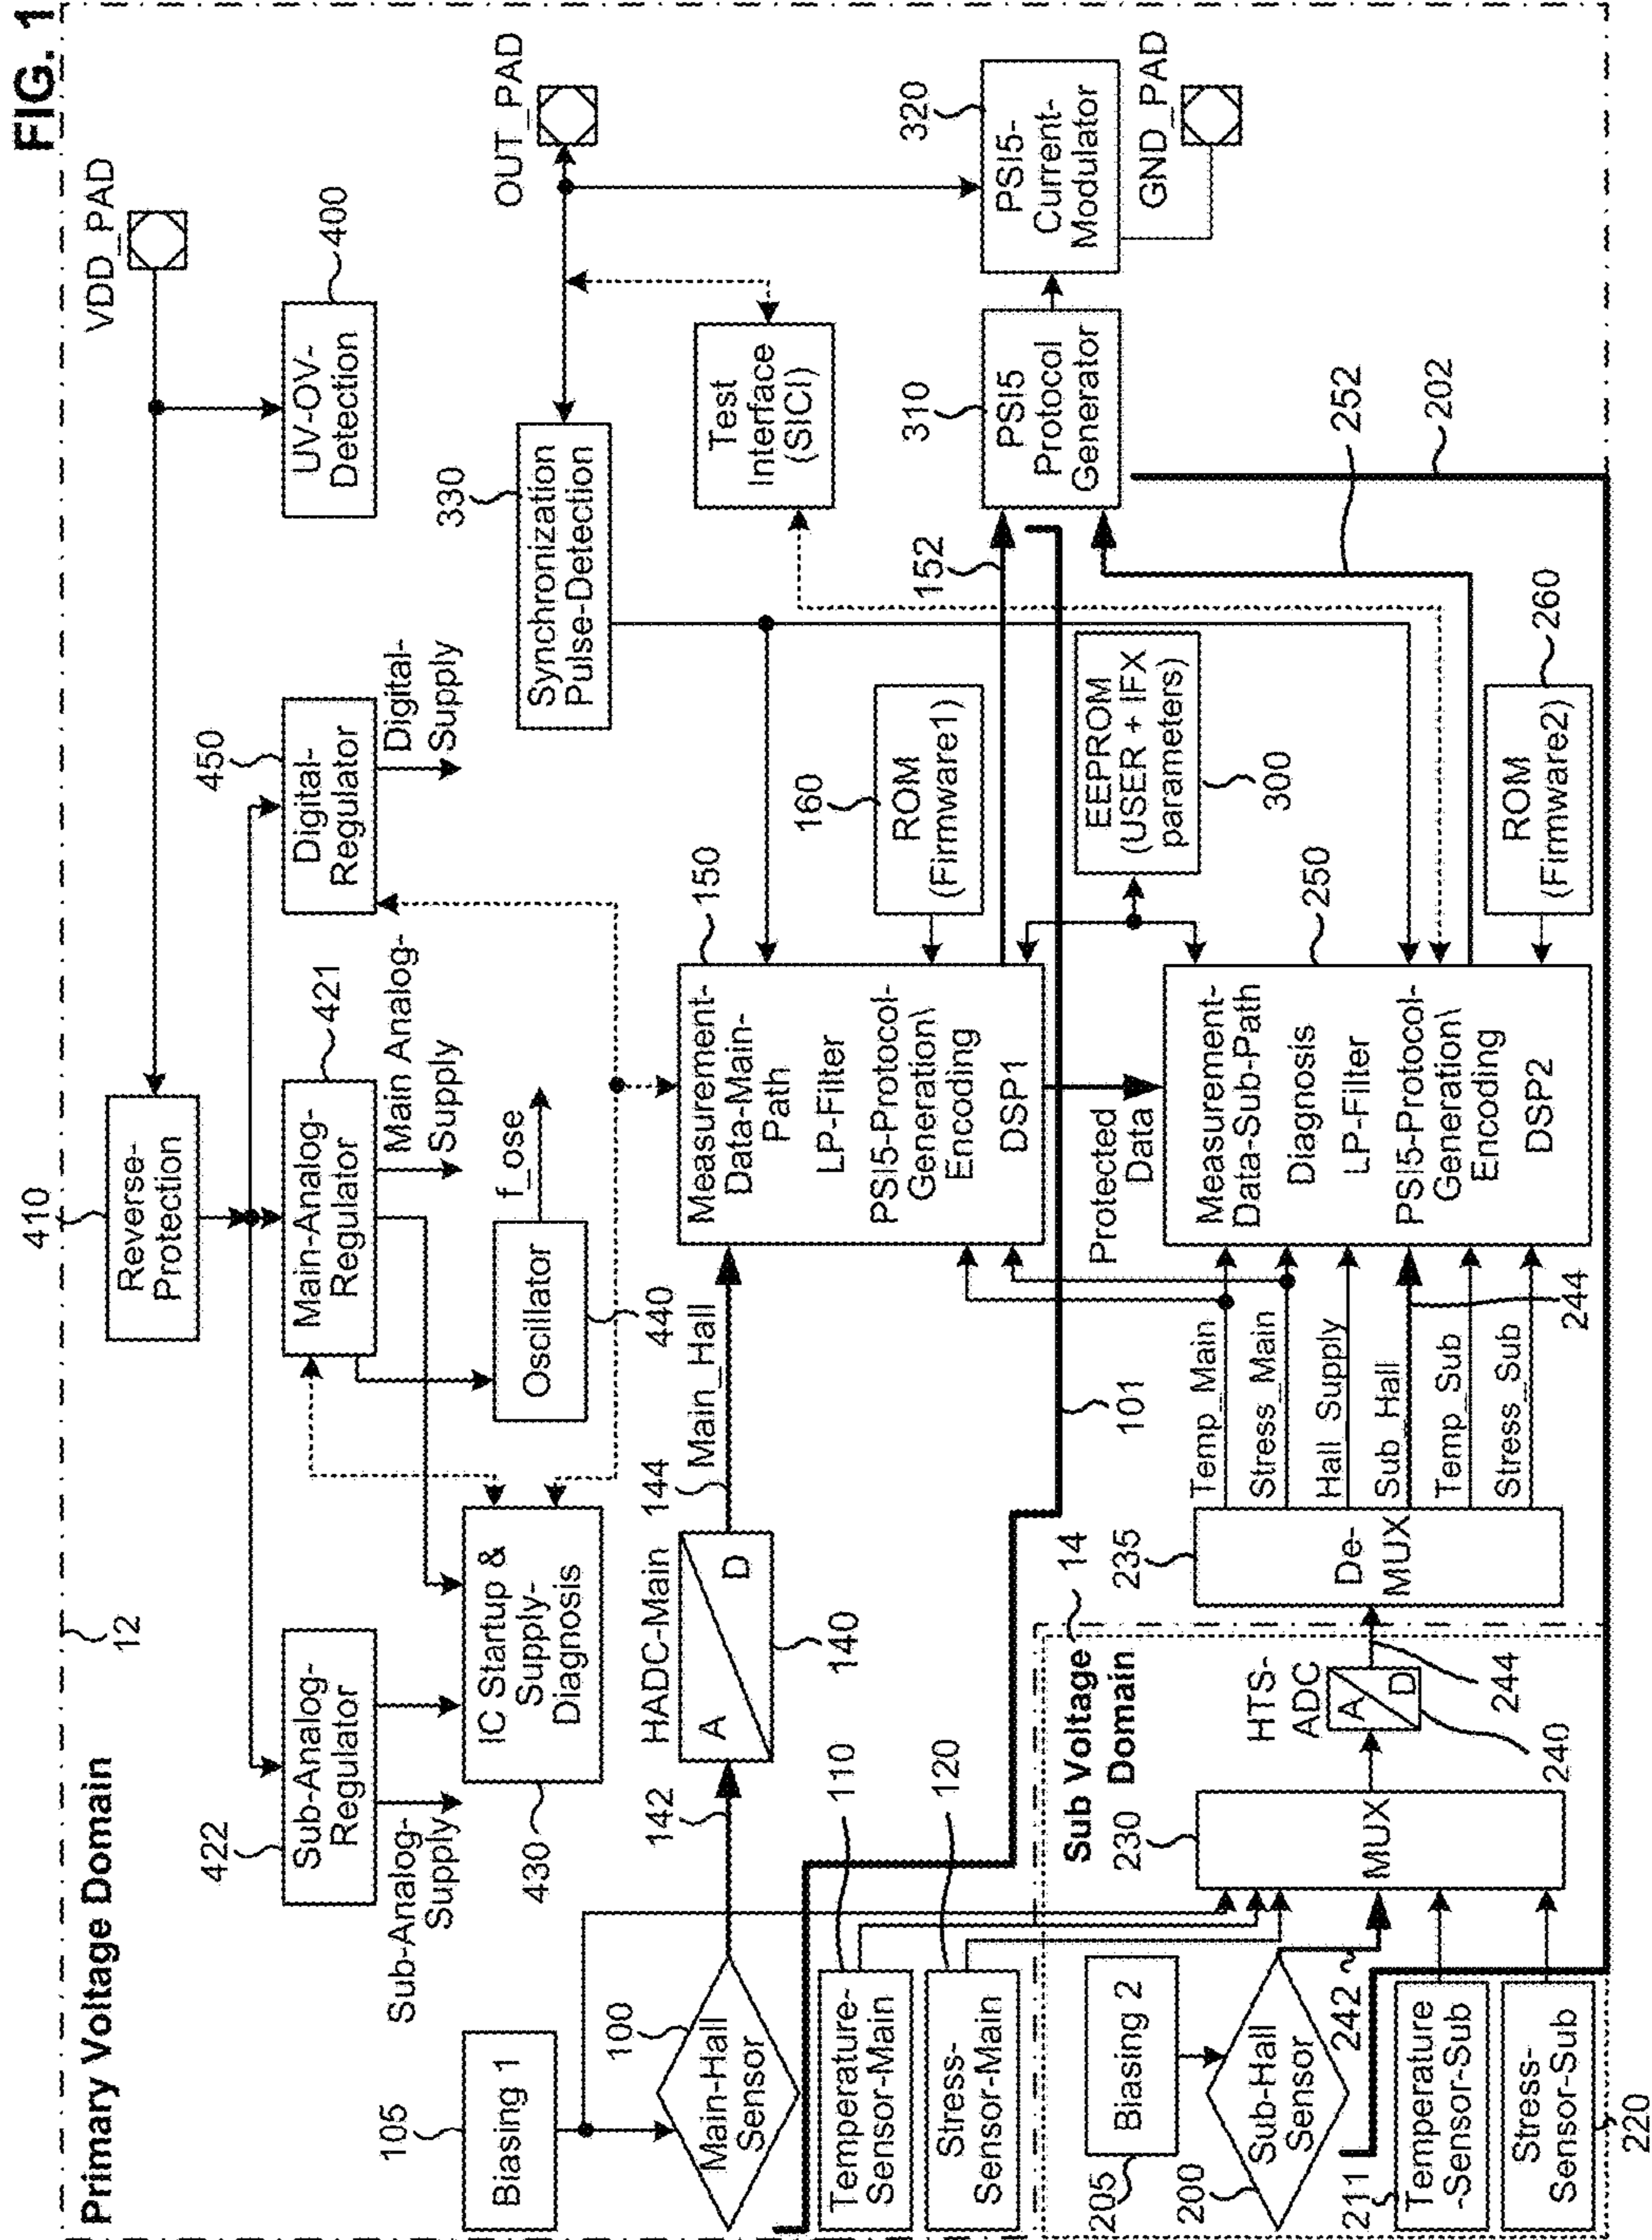 FIG. 1
Primary Voltage Domain
12
410
Reverse-
Protection
VDD_PAD
422
Sub-Analog-
Regulator
Sub-Analog-
Supply
Main-Analog-
Regulator
421
Main Analog-
Supply
450
Digital-
Regulator
Digital-
Supply
UV-OV-
Detection
400
IC Startup &
Supply-
Diagnosis
430
Oscillator
440
f_ose
330
Synchronization
Pulse-Detection
OUT_PAD
Test
Interface
(SICI)
105
Biasing 1
100
Main-Hall
Sensor
142
HADC-Main
A
D
140
144
Main_Hall
150
Measurement-
Data-Main-
Path
LP-Filter
PSI5-Protocol-
Generation\
Encoding
DSP1
160
ROM
(Firmware1)
152
310
PSI5
Protocol
Generator
320
PSI5-
Current-
Modulator
GND_PAD
Temperature-
Sensor-Main
110
Stress-
Sensor-Main
120
101
Protected
Data
EEPROM
(USER + IFX
parameters)
300
252
202
Sub Voltage
Domain
14
205
Biasing 2
200
Sub-Hall
Sensor
242
211
Temperature
-Sensor-Sub
Stress-
Sensor-Sub
220
230
MUX
HTS-
ADC
A
D
240
244
235
De-
MUX
Temp_Main
Stress_Main
Hall_Supply
Sub_Hall
Temp_Sub
Stress_Sub
244
250
Measurement-
Data-Sub-Path
Diagnosis
LP-Filter
PSI5-Protocol-
Generation\
Encoding
DSP2
260
ROM
(Firmware2)